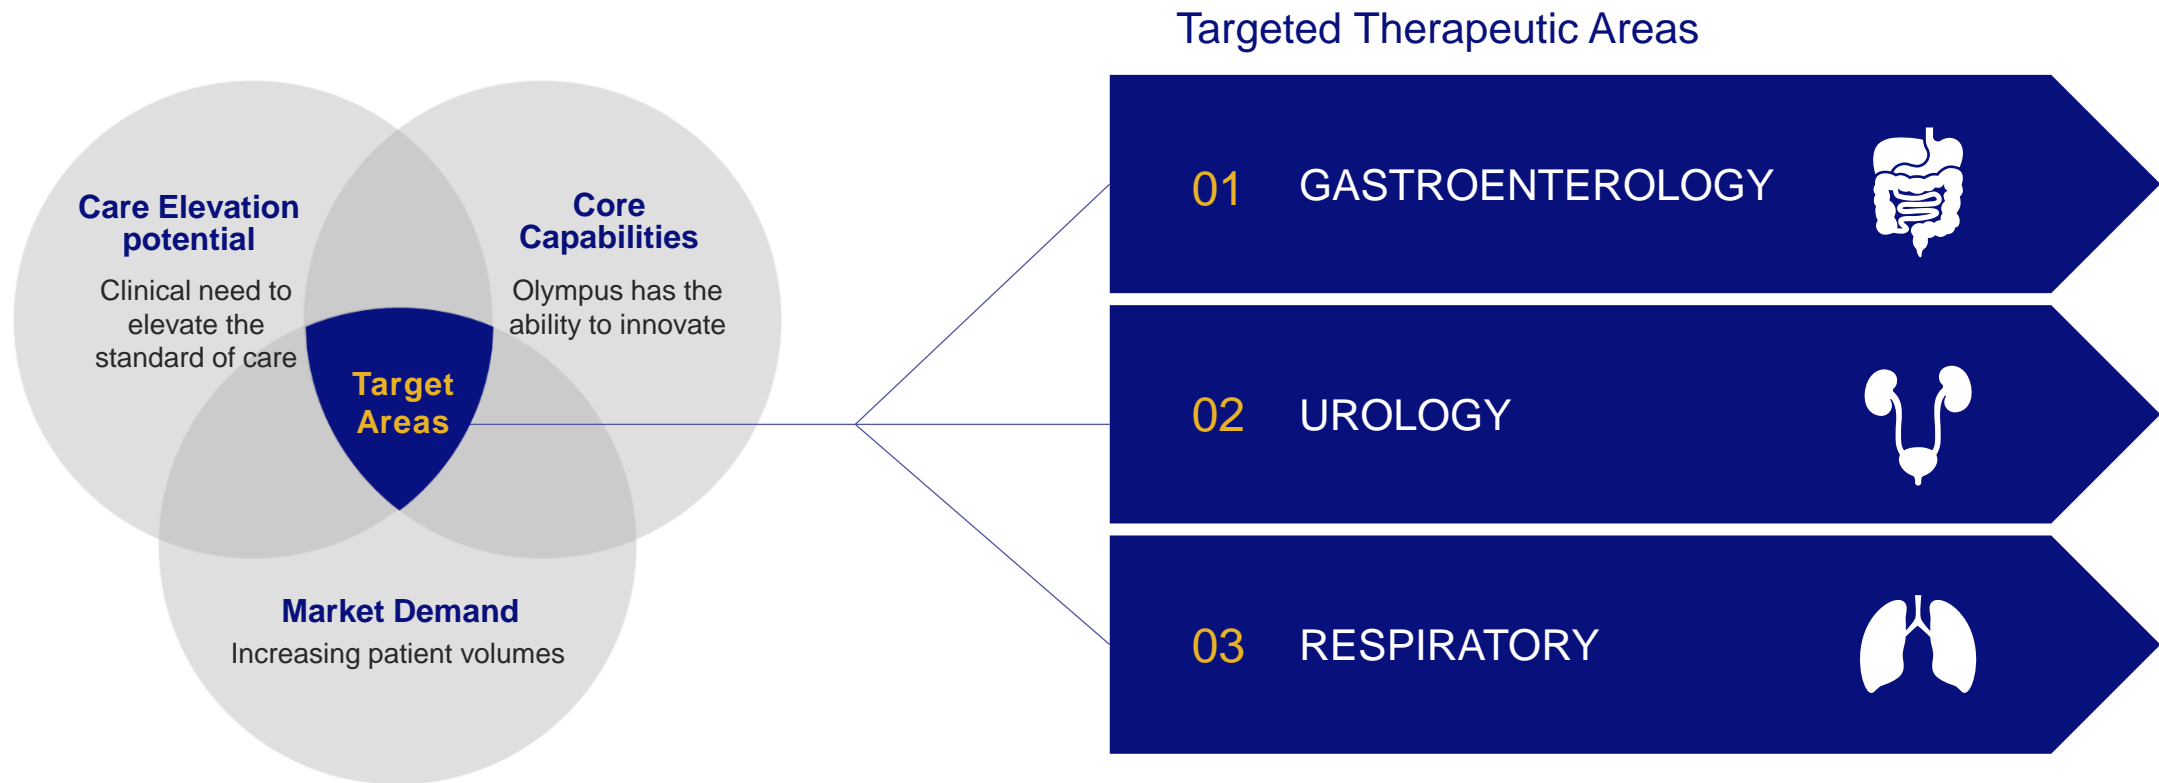 Targeted Therapeutic Areas
Care Elevation
potential
Clinical need to
elevate the
standard of care
Core
Capabilities
Olympus has the
ability to innovate
Target
Areas
Market Demand
Increasing patient volumes
01 GASTROENTEROLOGY
02 UROLOGY
03 RESPIRATORY